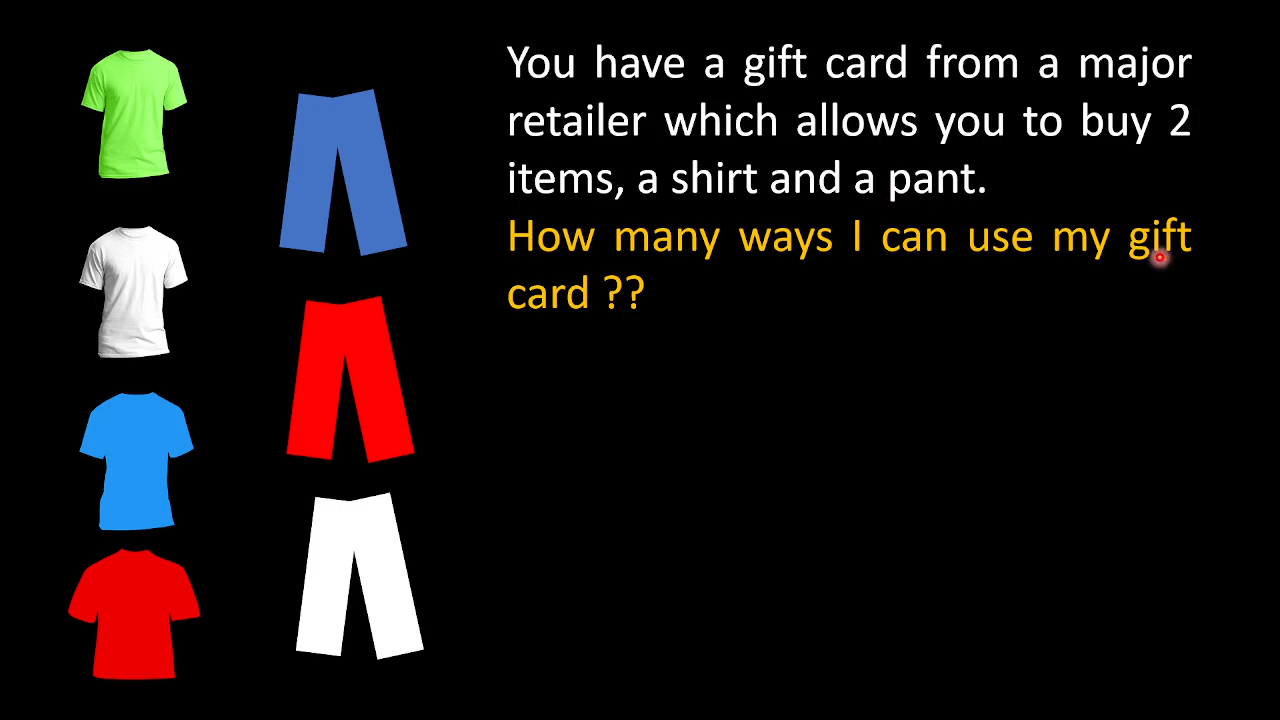 You have a gift card from a major
retailer which allows you to buy 2
items, a shirt and a pant.
How many ways I can use my gift
card ??